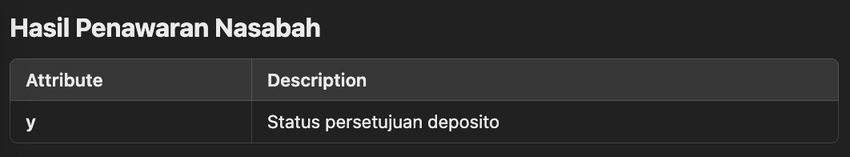 Hasil Penawaran Nasabah
Attribute Description
y Status persetujuan deposito